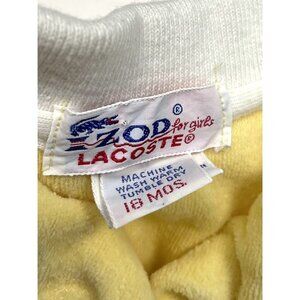 IZOD® for girls
LACOSTE®
MACHINE
WASH WARM
TUMBLE DRY
18 MOS.